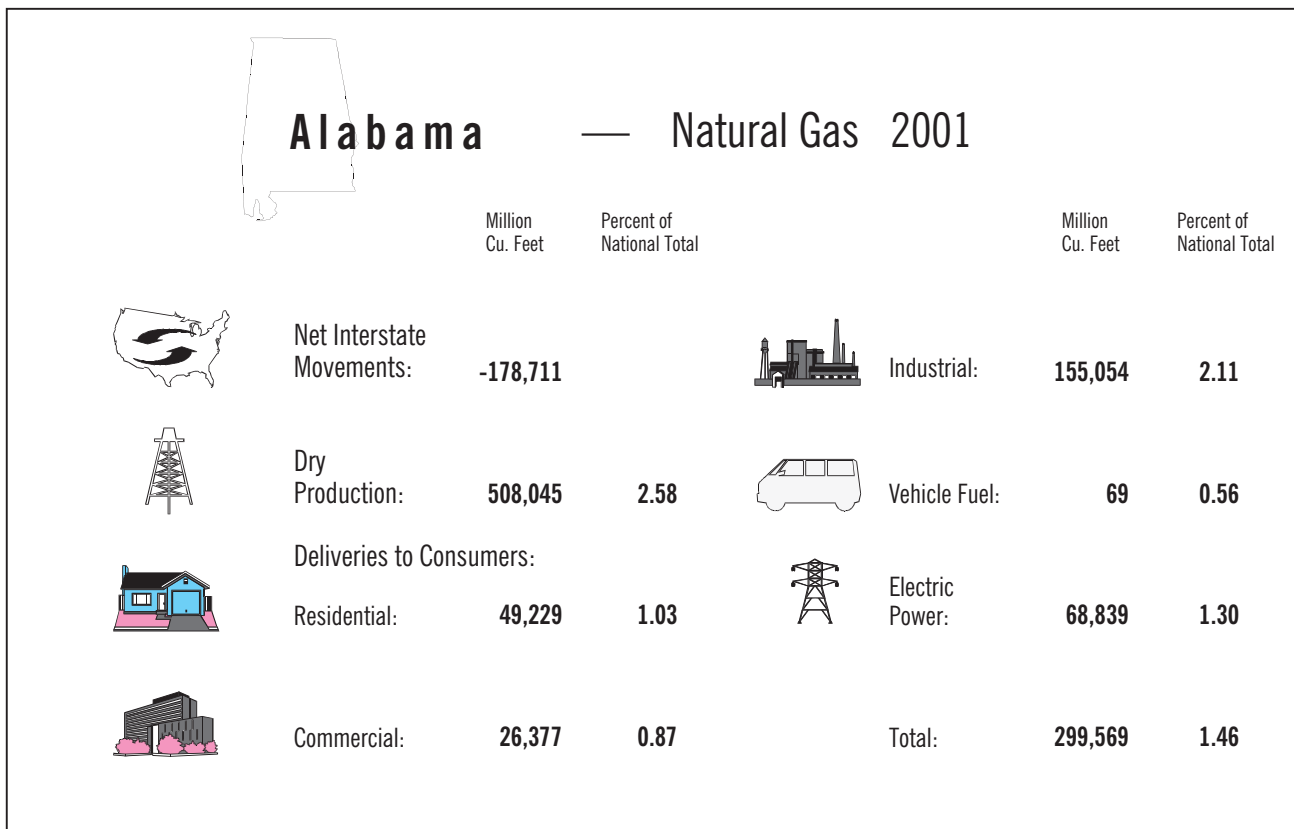 Alabama — Natural Gas 2001
Million
Cu. Feet
Percent of
National Total
Million
Cu. Feet
Percent of
National Total
Net Interstate
Movements: -178,711
Industrial: 155,054 2.11
Dry
Production: 508,045 2.58
Vehicle Fuel: 69 0.56
Deliveries to Consumers:
Residential: 49,229 1.03
Electric
Power: 68,839 1.30
Commercial: 26,377 0.87
Total: 299,569 1.46